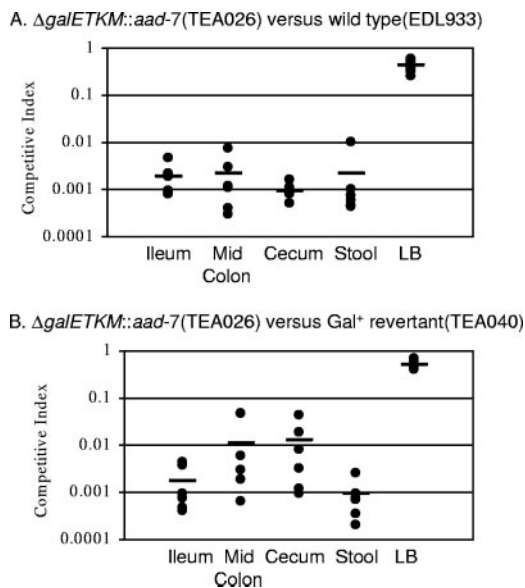 A. ΔgalETKM::aad-7(TEA026) versus wild type(EDL933)
Competitive Index
1
0.1
0.01
0.001
0.0001
Ileum Mid Colon Cecum Stool LB
B. ΔgalETKM::aad-7(TEA026) versus Gal⁺ revertant(TEA040)
Competitive Index
1
0.1
0.01
0.001
0.0001
Ileum Mid Colon Cecum Stool LB